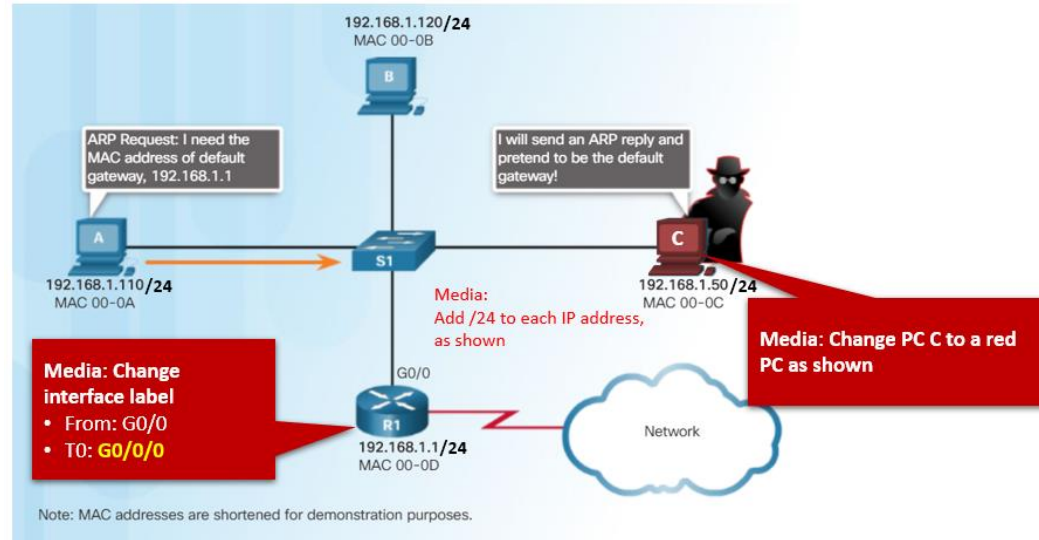 192.168.1.120/24
MAC 00-0B
B
ARP Request: I need the
MAC address of default
gateway, 192.168.1.1
I will send an ARP reply and
pretend to be the default
gateway!
A
S1
C
192.168.1.110/24
MAC 00-0A
192.168.1.50/24
MAC 00-0C
Media:
Add /24 to each IP address,
as shown
Media: Change PC C to a red
PC as shown
Media: Change
interface label
• From: G0/0
• T0: G0/0/0
G0/0
R1
192.168.1.1/24
MAC 00-0D
Network
Note: MAC addresses are shortened for demonstration purposes.